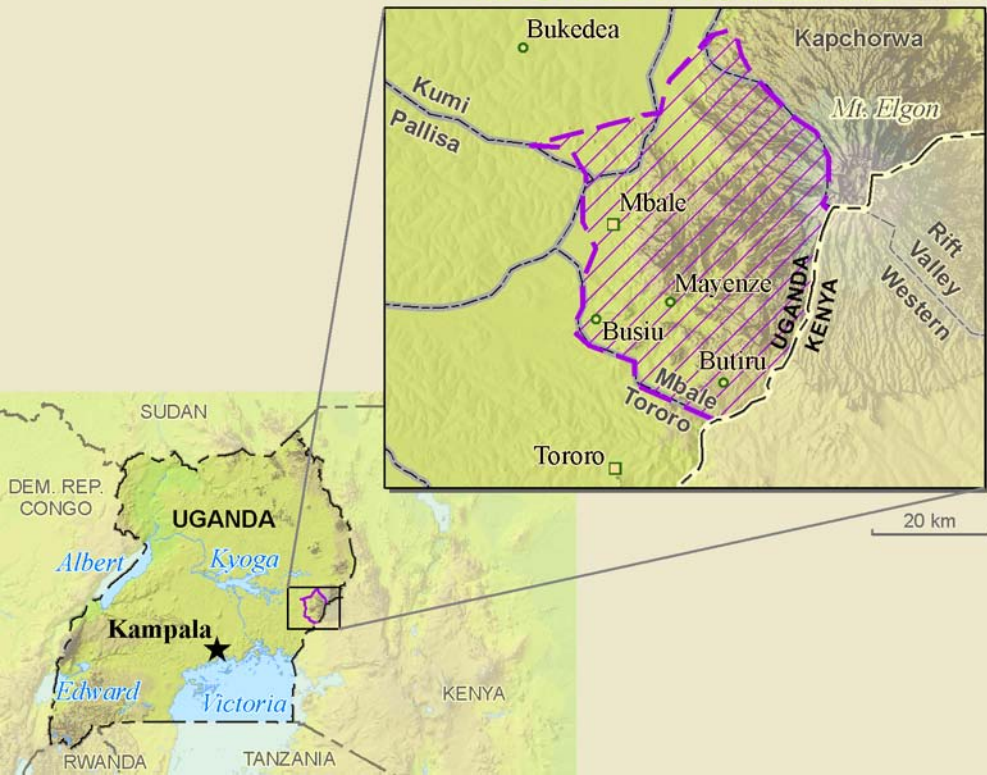 Bukedea
Kapchorwa
Kumi
Pallisa
Mt. Elgon
Mbale
Rift
Valley
Western
Mayenze
UGANDA
KENYA
Busiu
Butiru
Mbale
Tororo
Tororo
20 km
SUDAN
DEM. REP.
CONGO
UGANDA
Albert
Kyoga
Kampala
Edward
Victoria
KENYA
RWANDA
TANZANIA